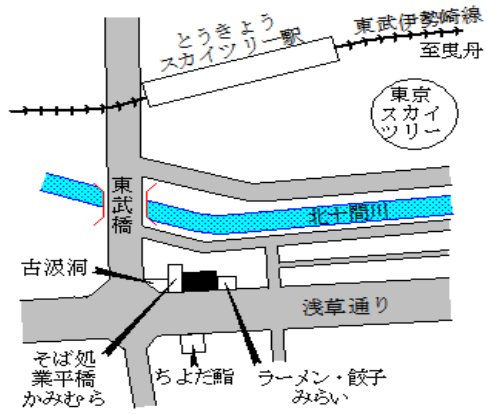 とうきょう
スカイツリー駅
東武伊勢崎線
至曳舟
東京
スカイ
ツリー
東武橋
北十間川
古汲洞
浅草通り
そば処
業平橋
かみむら
ちよだ鮨
ラーメン・餃子
みらい